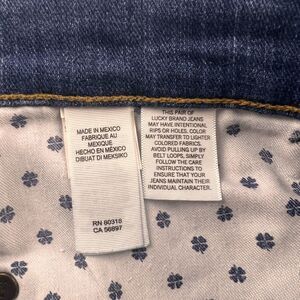 MADE IN MEXICO
FABRIQUE AU
MEXIQUE
HECHO EN MÉXICO
DIBUAT DI MEKSIKO
RN 80318
CA 56897
THIS PAIR OF
LUCKY BRAND JEANS
MAY HAVE INTENTIONAL
RIPS OR HOLES. COLOR
MAY TRANSFER TO LIGHTER
COLORED FABRICS.
AVOID PULLING UP BY
BELT LOOPS, SIMPLY
FOLLOW THE CARE
INSTRUCTIONS TO
ENSURE THAT YOUR
JEANS MAINTAIN THEIR
INDIVIDUAL CHARACTER.